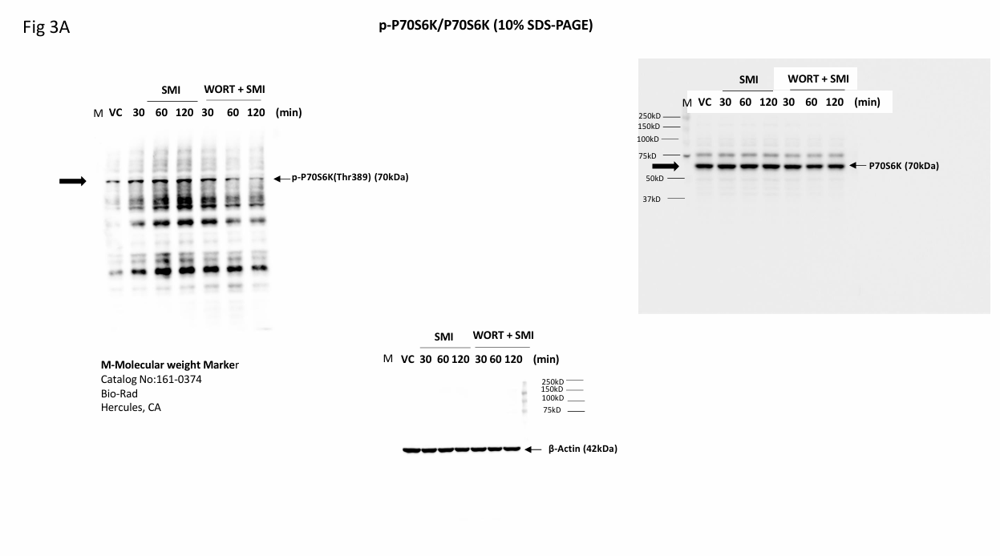 Fig 3A
p-P70S6K/P70S6K (10% SDS-PAGE)
SMI WORT + SMI
M VC 30 60 120 30 60 120 (min)
p-P70S6K(Thr389) (70kDa)
SMI WORT + SMI
M VC 30 60 120 30 60 120 (min)
250kD
150kD
100kD
75kD
P70S6K (70kDa)
50kD
37kD
SMI WORT + SMI
M VC 30 60 120 30 60 120 (min)
250kD
150kD
100kD
75kD
β-Actin (42kDa)
M-Molecular weight Marker
Catalog No:161-0374
Bio-Rad
Hercules, CA